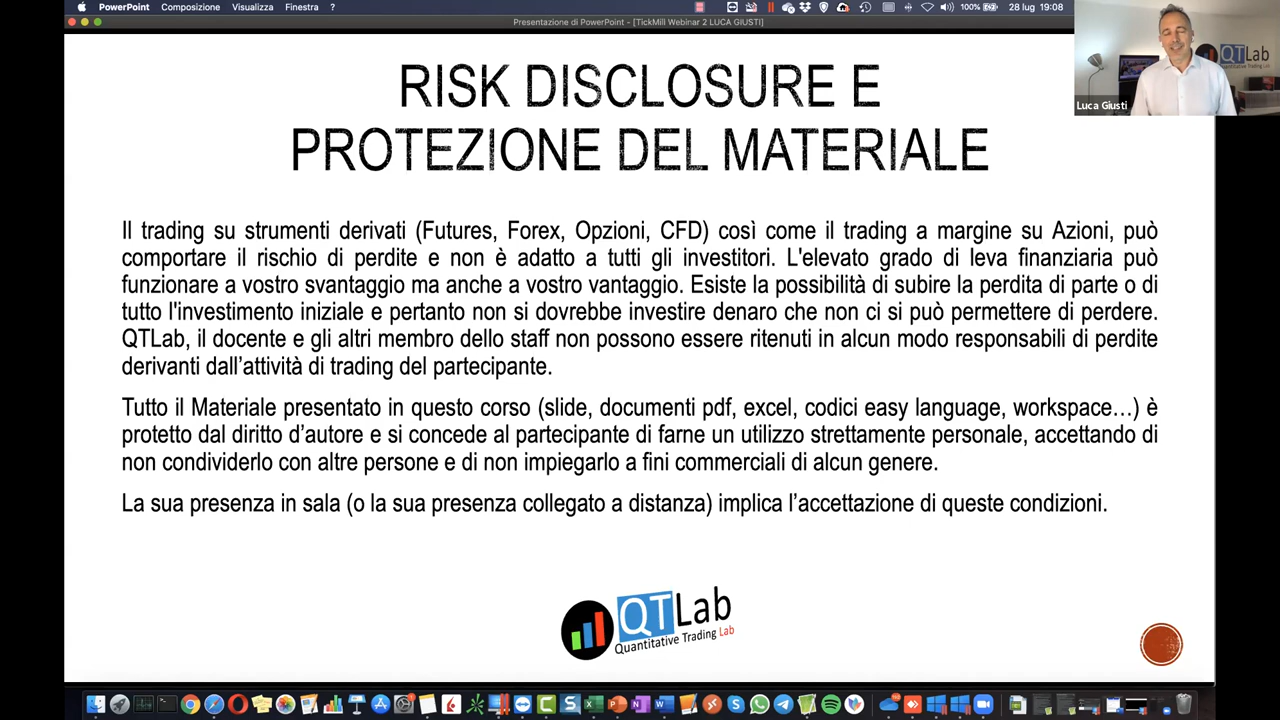 PowerPoint Composizione Visualizza Finestra ? 100% 28 lug 19:08
Presentazione di PowerPoint - [TickMill Webinar 2 LUCA GIUSTI]
QTLab
Quantitative Trading Lab
Luca Giusti
RISK DISCLOSURE E
PROTEZIONE DEL MATERIALE
Il trading su strumenti derivati (Futures, Forex, Opzioni, CFD) così come il trading a margine su Azioni, può
comportare il rischio di perdite e non è adatto a tutti gli investitori. L'elevato grado di leva finanziaria può
funzionare a vostro svantaggio ma anche a vostro vantaggio. Esiste la possibilità di subire la perdita di parte o di
tutto l'investimento iniziale e pertanto non si dovrebbe investire denaro che non ci si può permettere di perdere.
QTLab, il docente e gli altri membro dello staff non possono essere ritenuti in alcun modo responsabili di perdite
derivanti dall’attività di trading del partecipante.
Tutto il Materiale presentato in questo corso (slide, documenti pdf, excel, codici easy language, workspace…) è
protetto dal diritto d’autore e si concede al partecipante di farne un utilizzo strettamente personale, accettando di
non condividerlo con altre persone e di non impiegarlo a fini commerciali di alcun genere.
La sua presenza in sala (o la sua presenza collegato a distanza) implica l’accettazione di queste condizioni.
QTLab
Quantitative Trading Lab